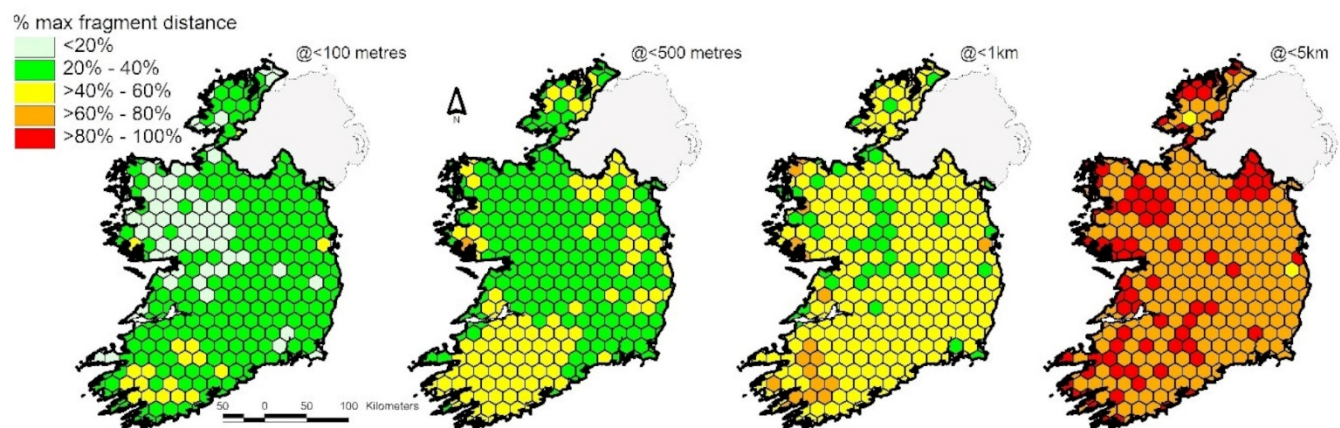 % max fragment distance
<20%
20% - 40%
>40% - 60%
>60% - 80%
>80% - 100%
@<100 metres
@<500 metres
@<1km
@<5km
N
50 0 50 100 Kilometers